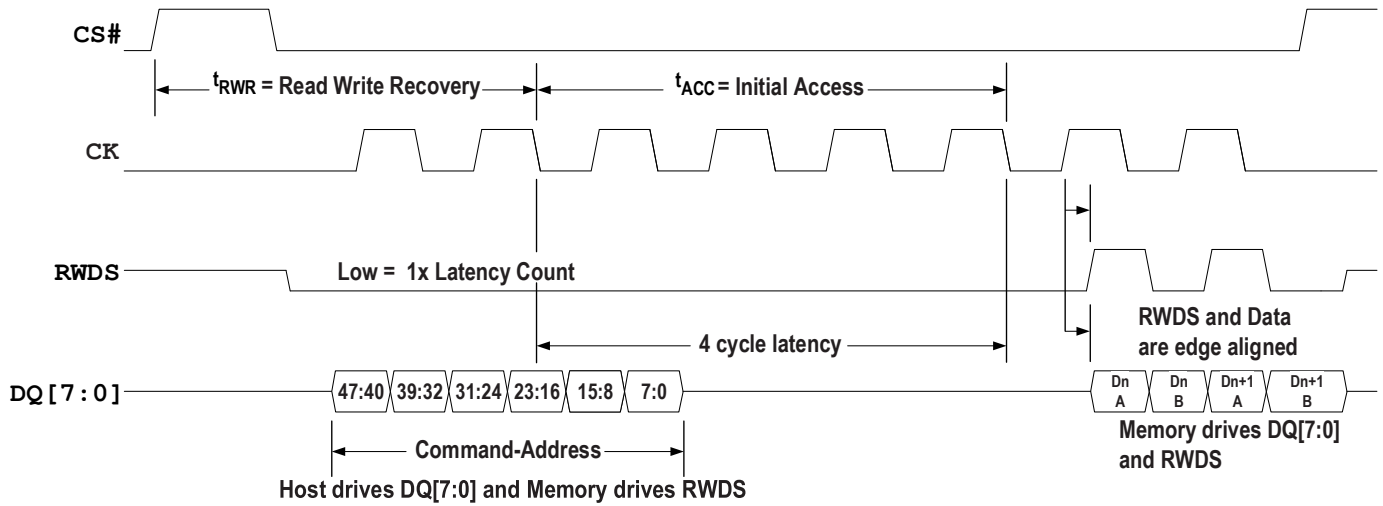 CS#
tRWR = Read Write Recovery
tACC = Initial Access
CK
RWDS
Low = 1x Latency Count
4 cycle latency
RWDS and Data
are edge aligned
DQ[7:0]
47:40 39:32 31:24 23:16 15:8 7:0
Dn Dn Dn+1 Dn+1
A B A B
Command-Address
Memory drives DQ[7:0]
and RWDS
Host drives DQ[7:0] and Memory drives RWDS